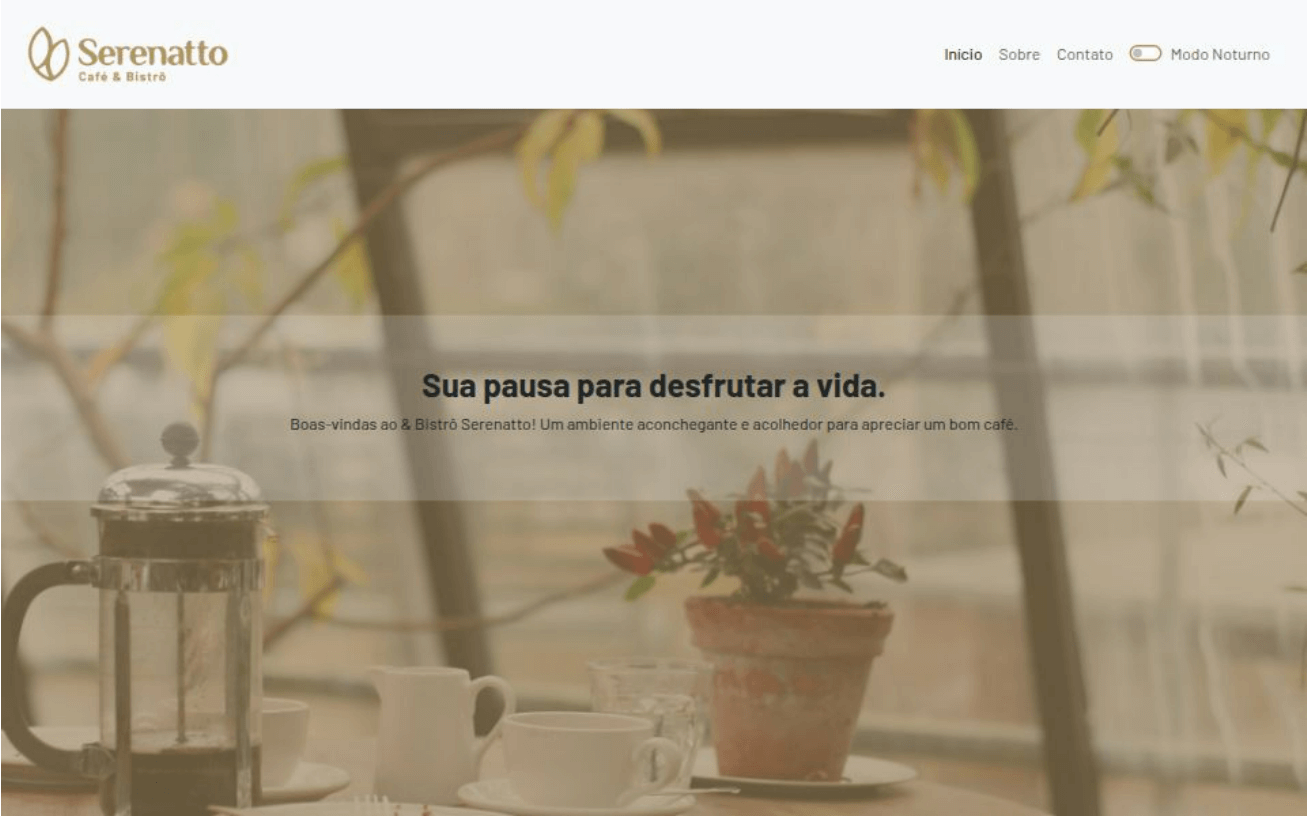 Serenatto
Café & Bistrô
Início Sobre Contato Modo Noturno
Sua pausa para desfrutar a vida.
Boas-vindas ao & Bistrô Serenatto! Um ambiente aconchegante e acolhedor para apreciar um bom café.